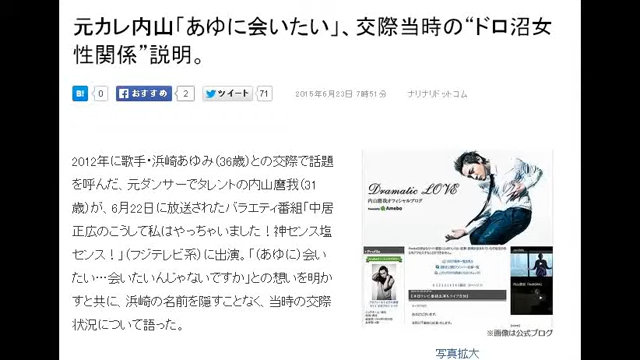 元カレ内山「あゆに会いたい」、交際当時の“ドロ沼女
性関係”説明。
B! 0 おすすめ 2 ツイート 71 2015年6月23日 7時51分 ナリナリドットコム
2012年に歌手・浜崎あゆみ(36歳)との交際で話題
を呼んだ、元ダンサーでタレントの内山麿我(31
歳)が、6月22日に放送されたバラエティ番組「中居
正広のこうして私はやっちゃいました!神センス塩
センス!」(フジテレビ系)に出演。「(あゆに)会い
たい…会いたいんじゃないですか」との想いを明か
すと共に、浜崎の名前を隠すことなく、当時の交際
状況について語った。
Dramatic LOVE
内山麿我オフィシャルブログ
Ameba
※画像は公式ブログ
写真拡大